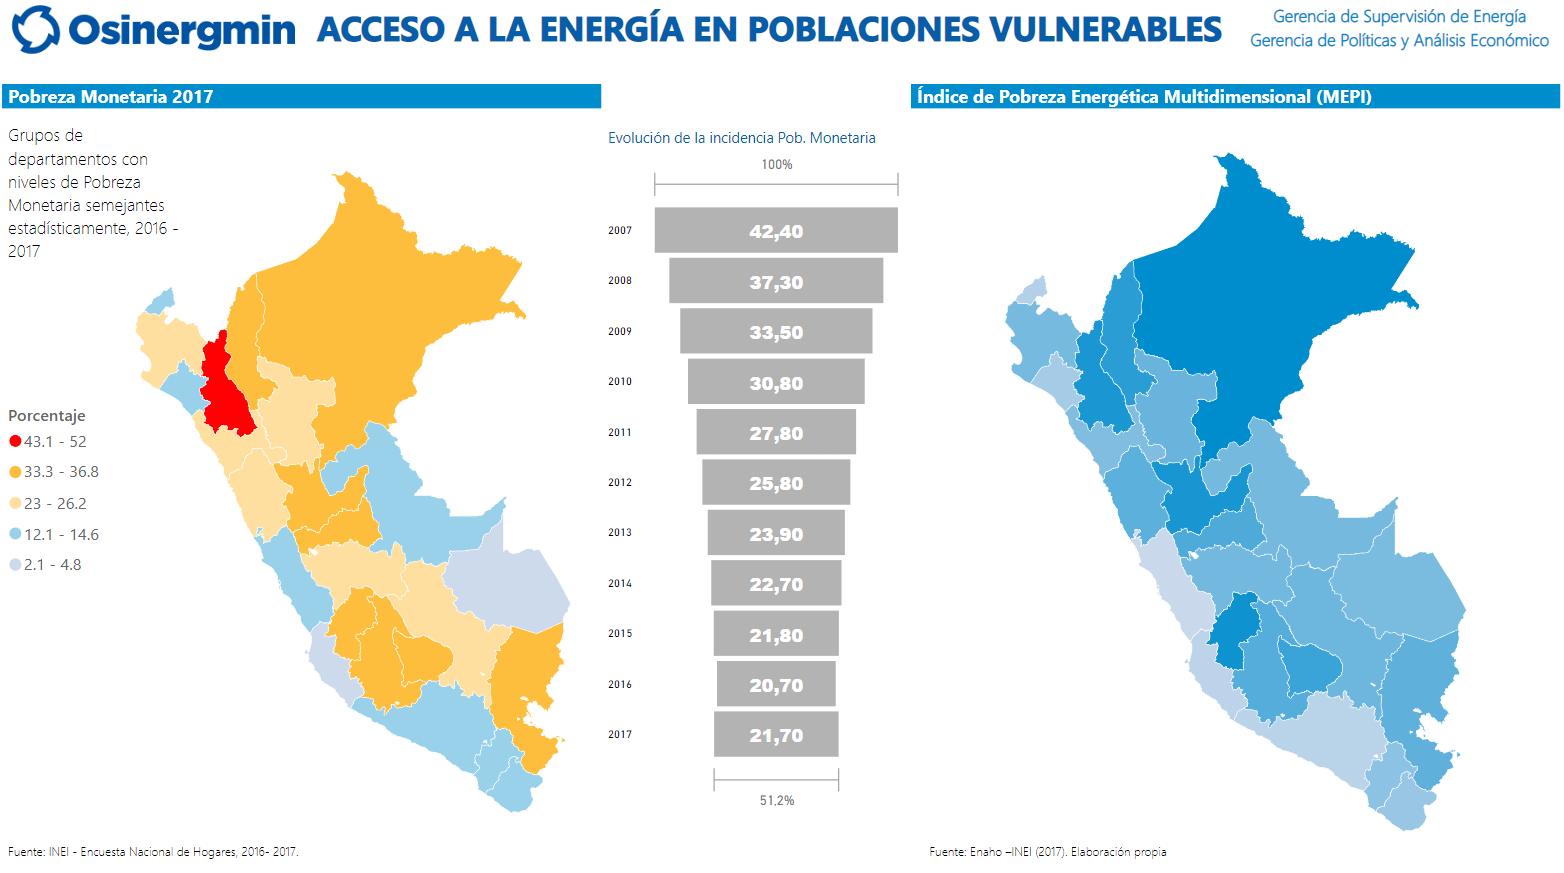 Osinergmin
ACCESO A LA ENERGÍA EN POBLACIONES VULNERABLES
Gerencia de Supervisión de Energía
Gerencia de Políticas y Análisis Económico
Pobreza Monetaria 2017
Grupos de
departamentos con
niveles de Pobreza
Monetaria semejantes
estadísticamente, 2016 -
2017
Porcentaje
43.1 - 52
33.3 - 36.8
23 - 26.2
12.1 - 14.6
2.1 - 4.8
Fuente: INEI - Encuesta Nacional de Hogares, 2016- 2017.
Evolución de la incidencia Pob. Monetaria
100%
2007 42,40
2008 37,30
2009 33,50
2010 30,80
2011 27,80
2012 25,80
2013 23,90
2014 22,70
2015 21,80
2016 20,70
2017 21,70
51,2%
Índice de Pobreza Energética Multidimensional (MEPI)
Fuente: Enaho –INEI (2017). Elaboración propia